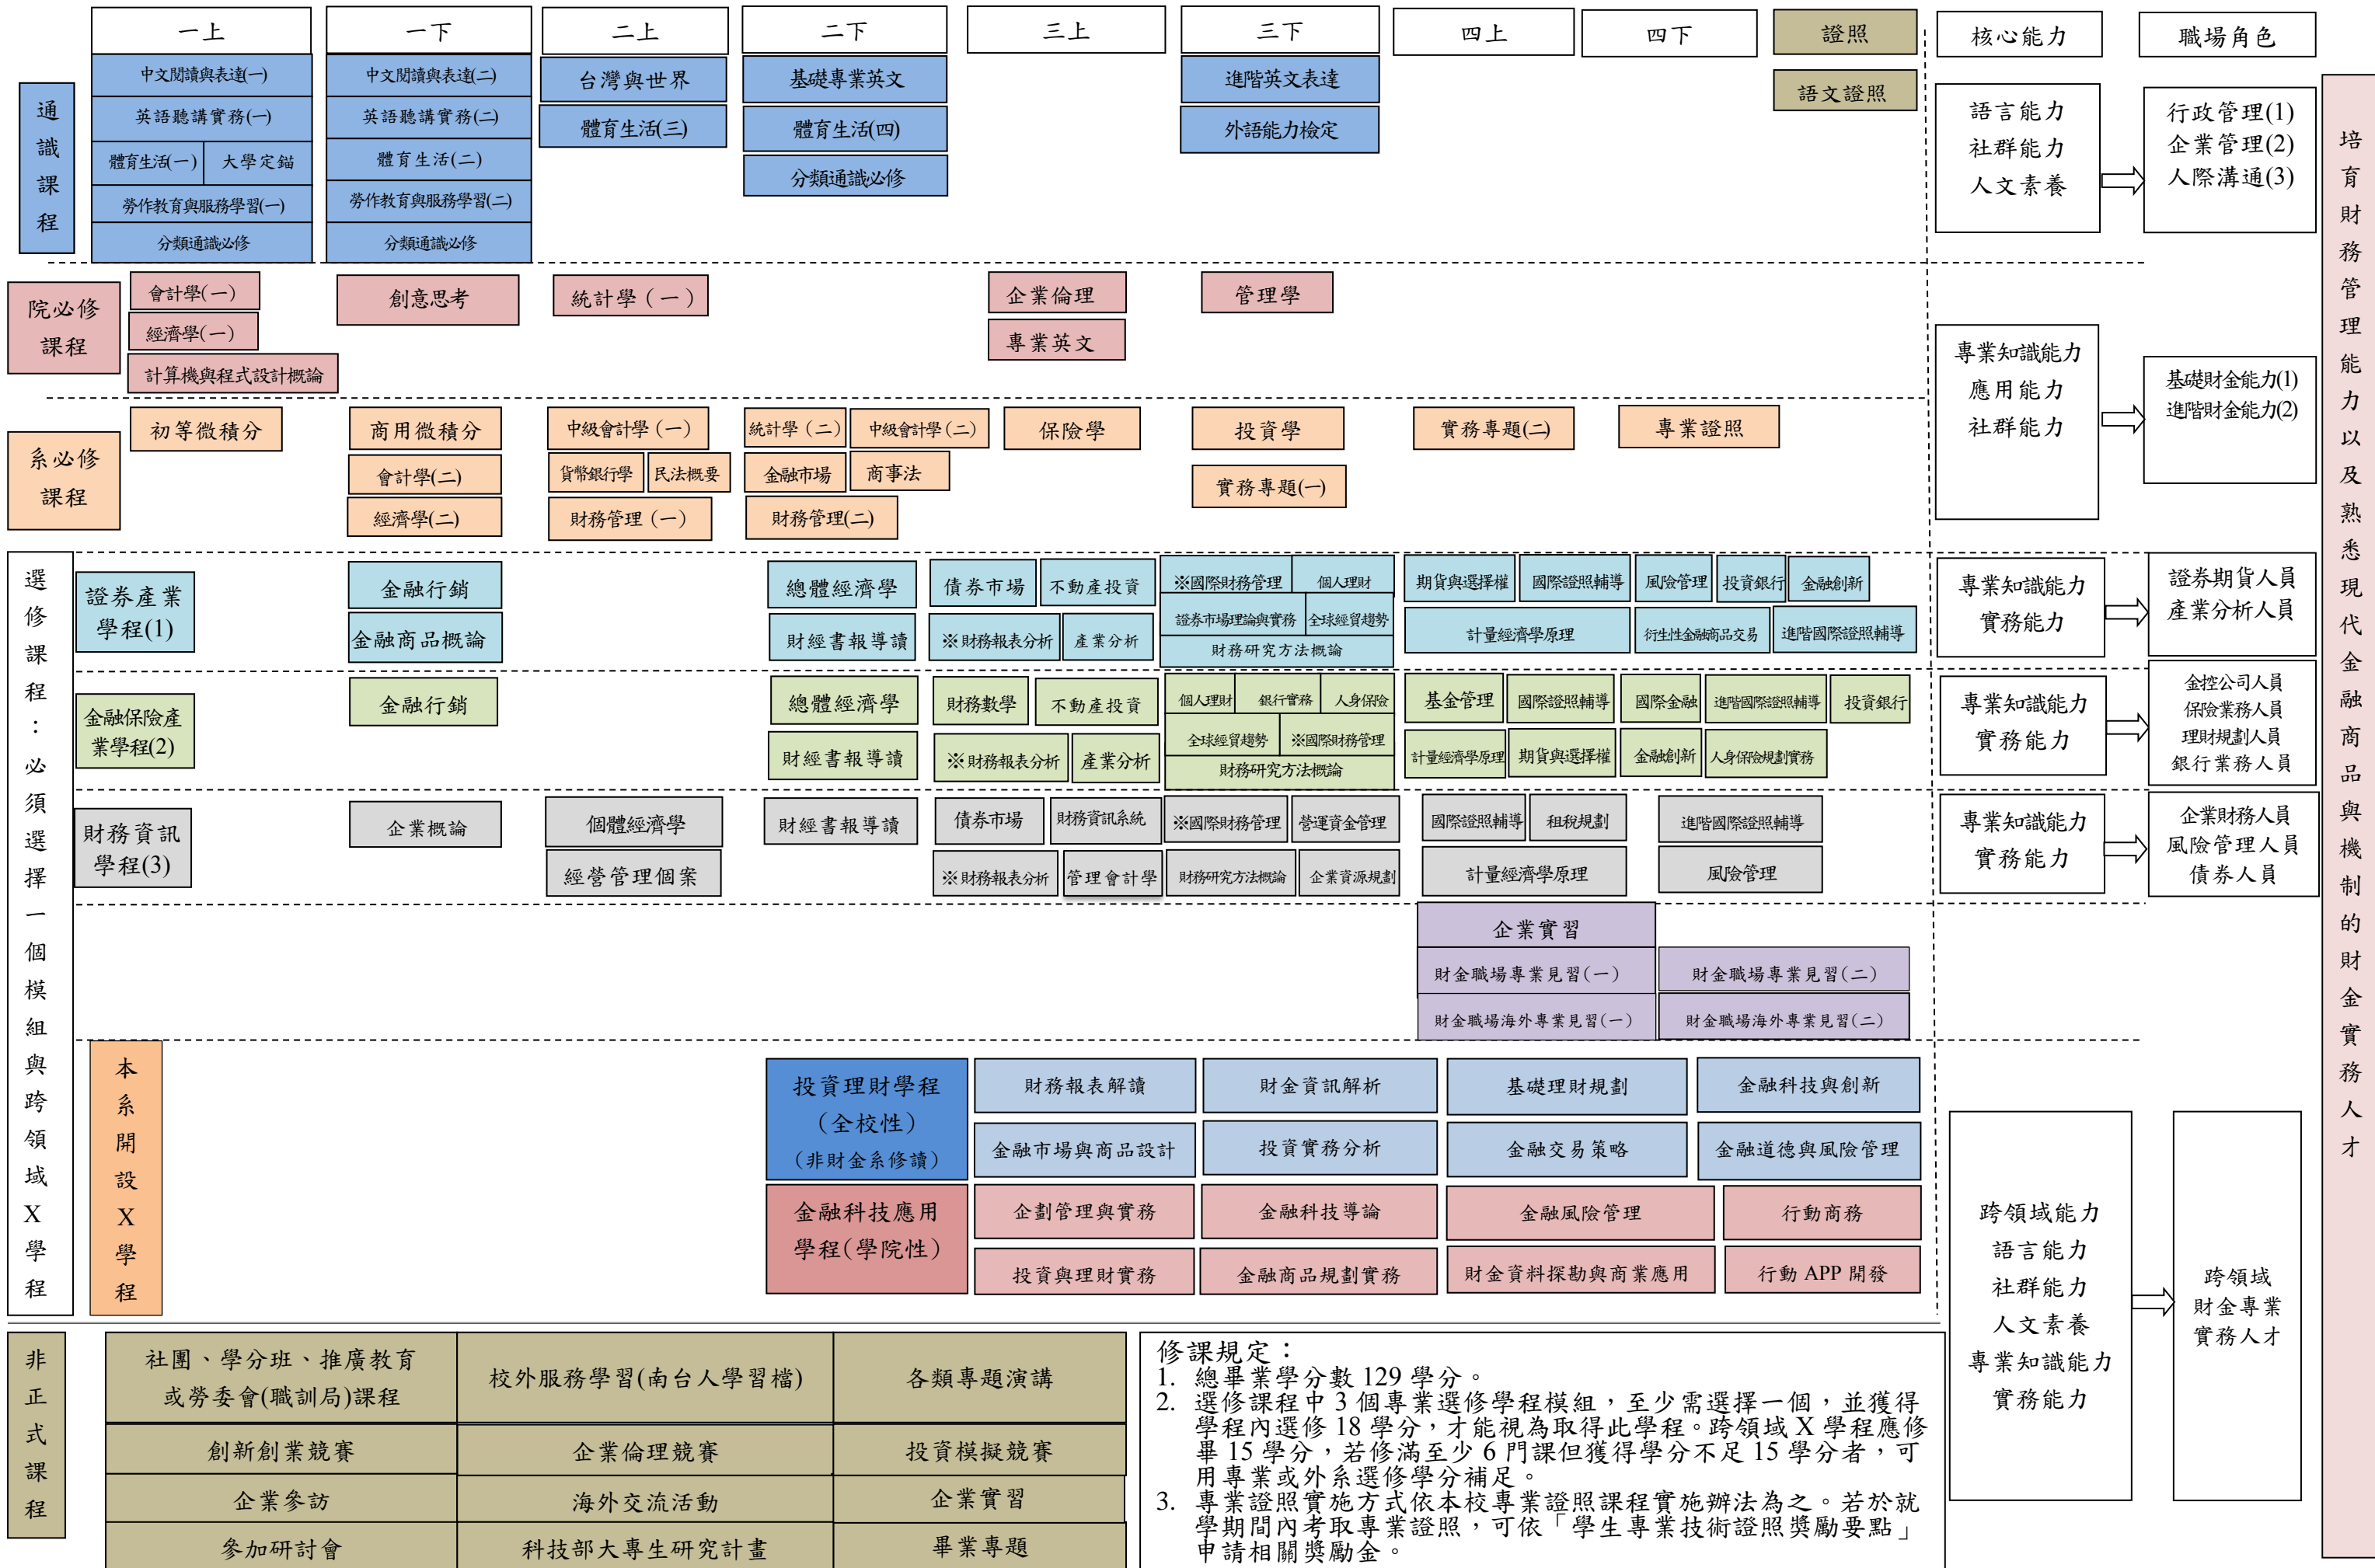 一上
一下
二上
二下
三上
三下
四上
四下
證照
核心能力
職場角色
通識課程
中文閱讀與表達(一)
英語聽講實務(一)
體育生活(一)
大學定錨
勞作教育與服務學習(一)
分類通識必修
中文閱讀與表達(二)
英語聽講實務(二)
體育生活(二)
勞作教育與服務學習(二)
分類通識必修
台灣與世界
體育生活(三)
基礎專業英文
體育生活(四)
分類通識必修
進階英文表達
外語能力檢定
語文證照
語言能力
社群能力
人文素養
行政管理(1)
企業管理(2)
人際溝通(3)
院必修
課程
會計學(一)
經濟學(一)
計算機與程式設計概論
創意思考
統計學（一）
企業倫理
專業英文
管理學
系必修
課程
初等微積分
商用微積分
會計學(二)
經濟學(二)
中級會計學（一）
貨幣銀行學
民法概要
財務管理（一）
統計學（二）
中級會計學（二）
金融市場
商事法
財務管理(二)
保險學
投資學
實務專題(一)
實務專題(二)
專業證照
專業知識能力
應用能力
社群能力
基礎財金能力(1)
進階財金能力(2)
選修課程：必須選擇一個模組與跨領域X學程
證券產業
學程(1)
金融行銷
金融商品概論
總體經濟學
財經書報導讀
債券市場
不動產投資
※財務報表分析
產業分析
※國際財務管理
個人理財
證券市場理論與實務
全球經貿趨勢
財務研究方法概論
期貨與選擇權
國際證照輔導
計量經濟學原理
風險管理
投資銀行
金融創新
衍生性金融商品交易
進階國際證照輔導
專業知識能力
實務能力
證券期貨人員
產業分析人員
金融保險產
業學程(2)
金融行銷
總體經濟學
財經書報導讀
財務數學
不動產投資
※財務報表分析
產業分析
個人理財
銀行實務
人身保險
全球經貿趨勢
※國際財務管理
財務研究方法概論
基金管理
國際證照輔導
計量經濟學原理
期貨與選擇權
國際金融
進階國際證照輔導
投資銀行
金融創新
人身保險規劃實務
專業知識能力
實務能力
金控公司人員
保險業務人員
理財規劃人員
銀行業務人員
財務資訊
學程(3)
企業概論
個體經濟學
經營管理個案
財經書報導讀
債券市場
財務資訊系統
※財務報表分析
管理會計學
※國際財務管理
營運資金管理
財務研究方法概論
企業資源規劃
國際證照輔導
租稅規劃
計量經濟學原理
進階國際證照輔導
風險管理
專業知識能力
實務能力
企業財務人員
風險管理人員
債券人員
企業實習
財金職場專業見習(一)
財金職場專業見習(二)
財金職場海外專業見習(一)
財金職場海外專業見習(二)
本系開設X學程
投資理財學程
（全校性）
（非財金系修讀）
財務報表解讀
財金資訊解析
基礎理財規劃
金融科技與創新
金融市場與商品設計
投資實務分析
金融交易策略
金融道德與風險管理
金融科技應用
學程(學院性)
企劃管理與實務
金融科技導論
金融風險管理
行動商務
投資與理財實務
金融商品規劃實務
財金資料探勘與商業應用
行動 APP 開發
跨領域能力
語言能力
社群能力
人文素養
專業知識能力
實務能力
跨領域
財金專業
實務人才
培育財務管理能力以及熟悉現代金融商品與機制的財金實務人才
非正式課程
社團、學分班、推廣教育
或勞委會(職訓局)課程
校外服務學習(南台人學習檔)
各類專題演講
創新創業競賽
企業倫理競賽
投資模擬競賽
企業參訪
海外交流活動
企業實習
參加研討會
科技部大專生研究計畫
畢業專題
修課規定：
1. 總畢業學分數 129 學分。
2. 選修課程中 3 個專業選修學程模組，至少需選擇一個，並獲得
學程內選修 18 學分，才能視為取得此學程。跨領域 X 學程應修
畢 15 學分，若修滿至少 6 門課但獲得學分不足 15 學分者，可
用專業或外系選修學分補足。
3. 專業證照實施方式依本校專業證照課程實施辦法為之。若於就
學期間內考取專業證照，可依「學生專業技術證照獎勵要點」
申請相關獎勵金。